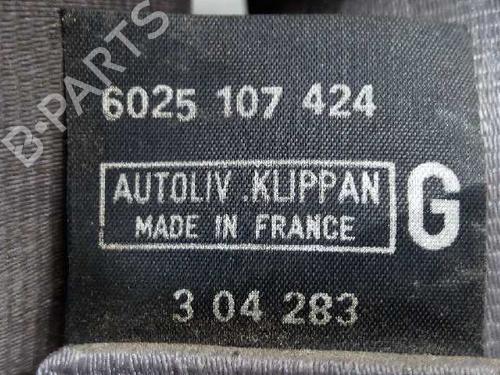 B-PARTS
6025 107 424
AUTOLIV.KLIPPAN
MADE IN FRANCE
G
3 04 283